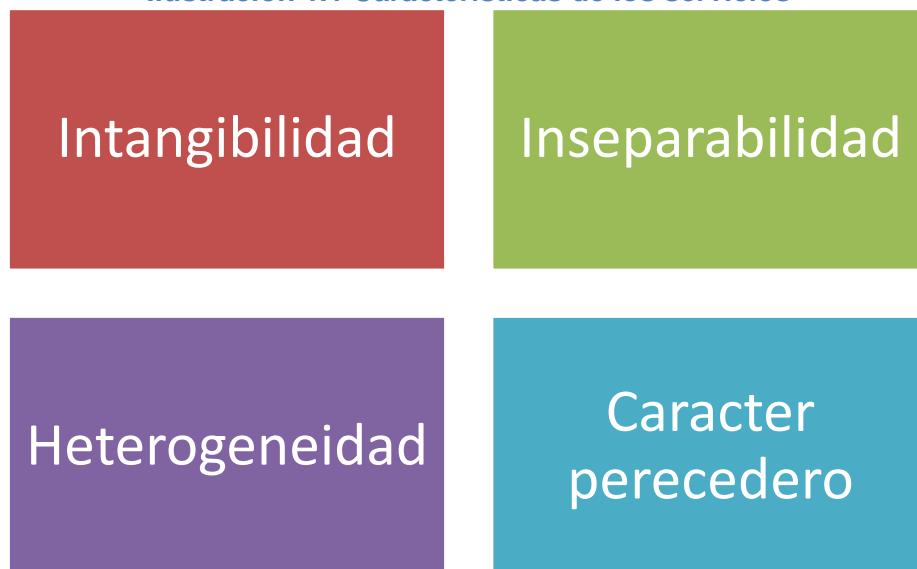 Intangibilidad
Inseparabilidad
Heterogeneidad
Caracter
perecedero